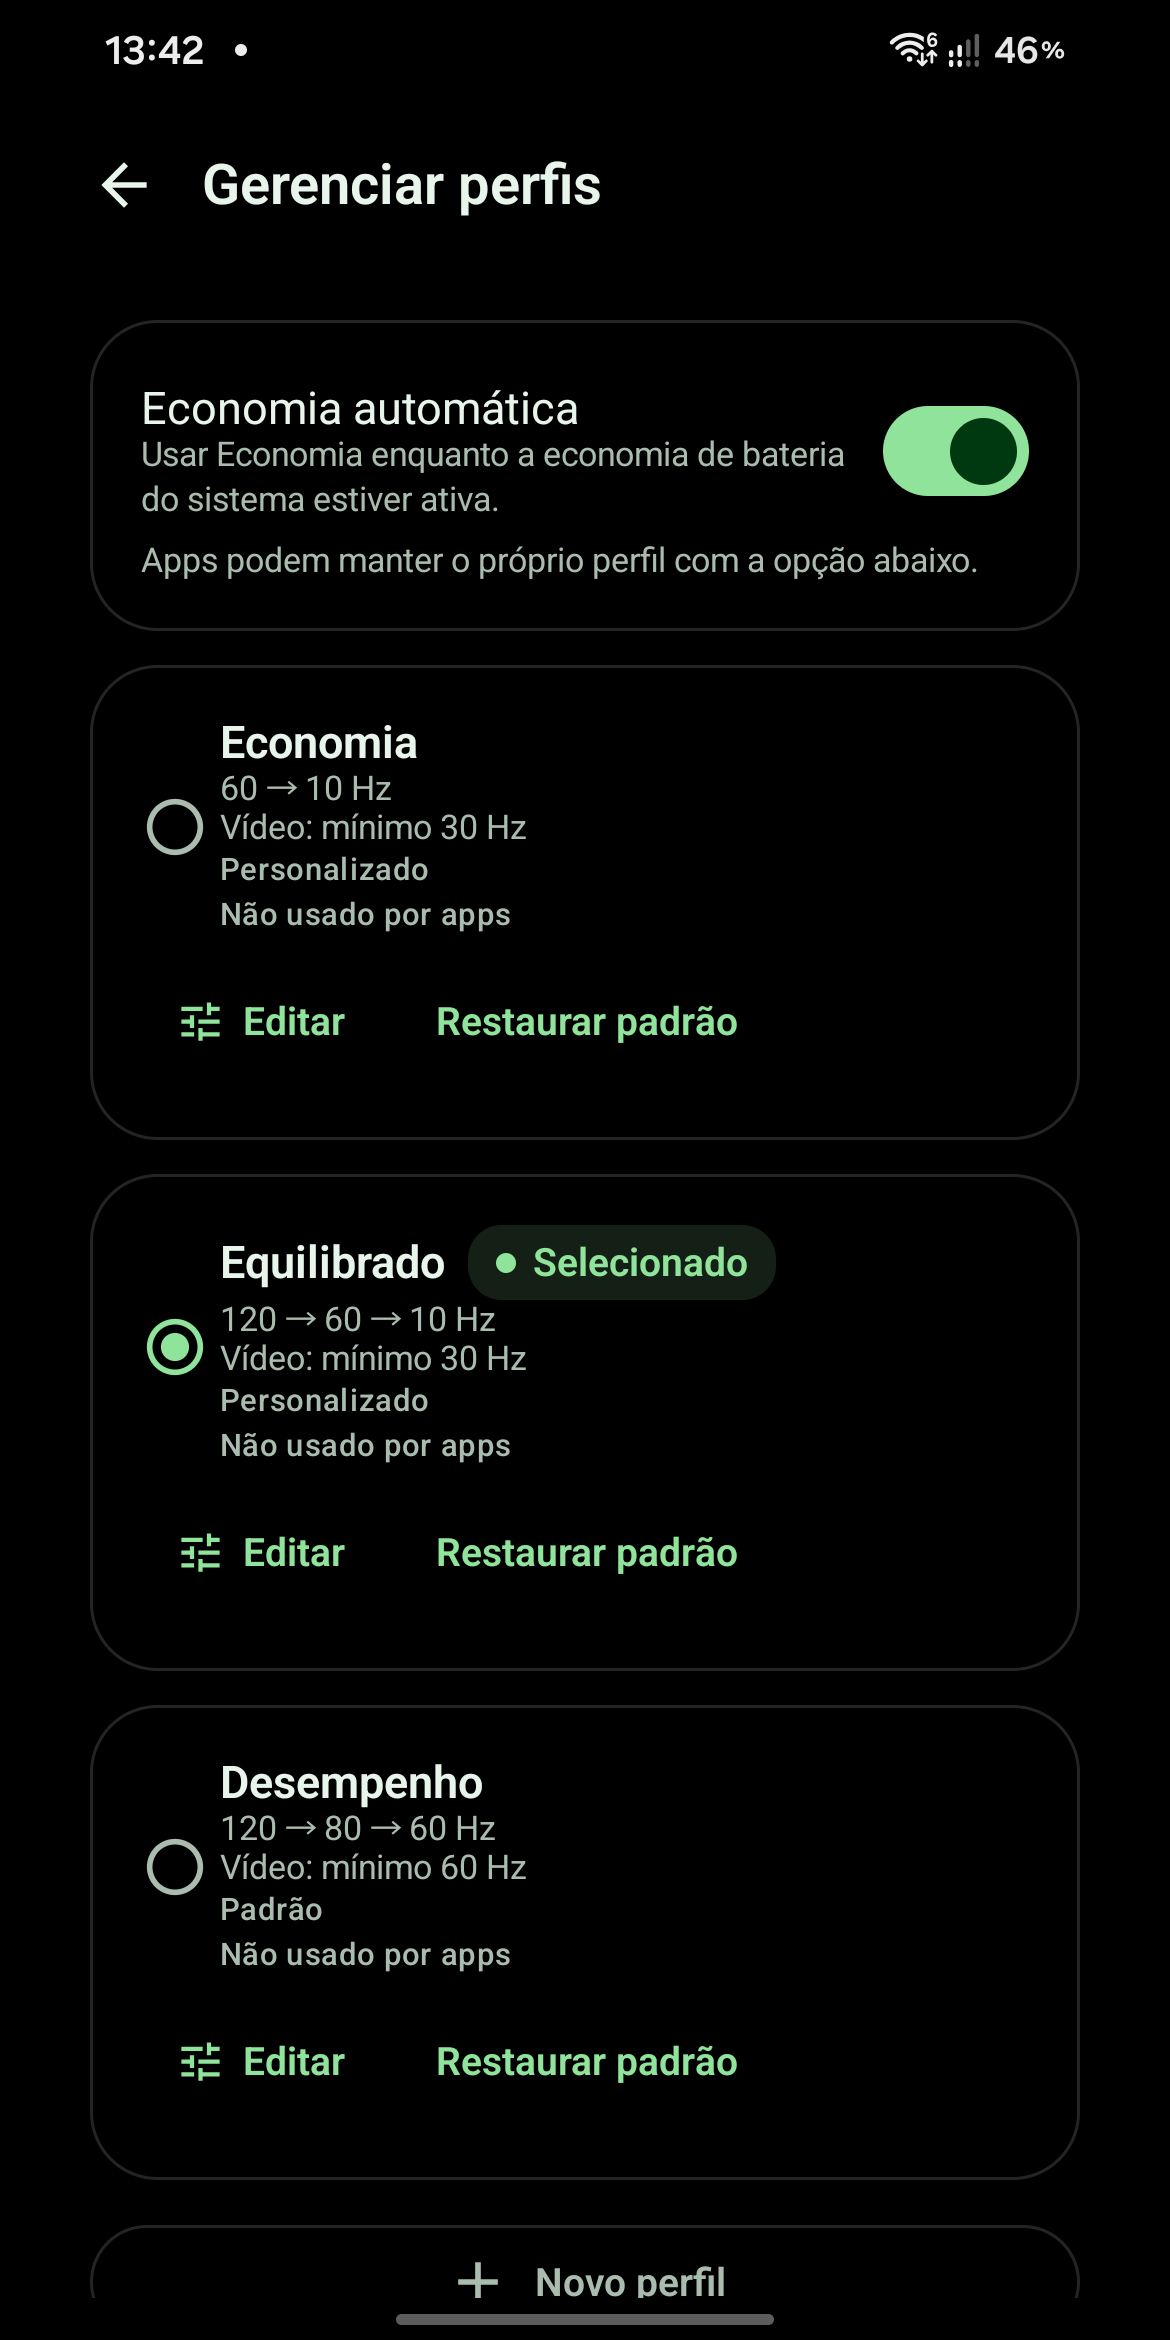 13:42
6
46%
Gerenciar perfis
Economia automática
Usar Economia enquanto a economia de bateria
do sistema estiver ativa.
Apps podem manter o próprio perfil com a opção abaixo.
Economia
60 → 10 Hz
Vídeo: mínimo 30 Hz
Personalizado
Não usado por apps
Editar Restaurar padrão
Equilibrado Selecionado
120 → 60 → 10 Hz
Vídeo: mínimo 30 Hz
Personalizado
Não usado por apps
Editar Restaurar padrão
Desempenho
120 → 80 → 60 Hz
Vídeo: mínimo 60 Hz
Padrão
Não usado por apps
Editar Restaurar padrão
Novo perfil